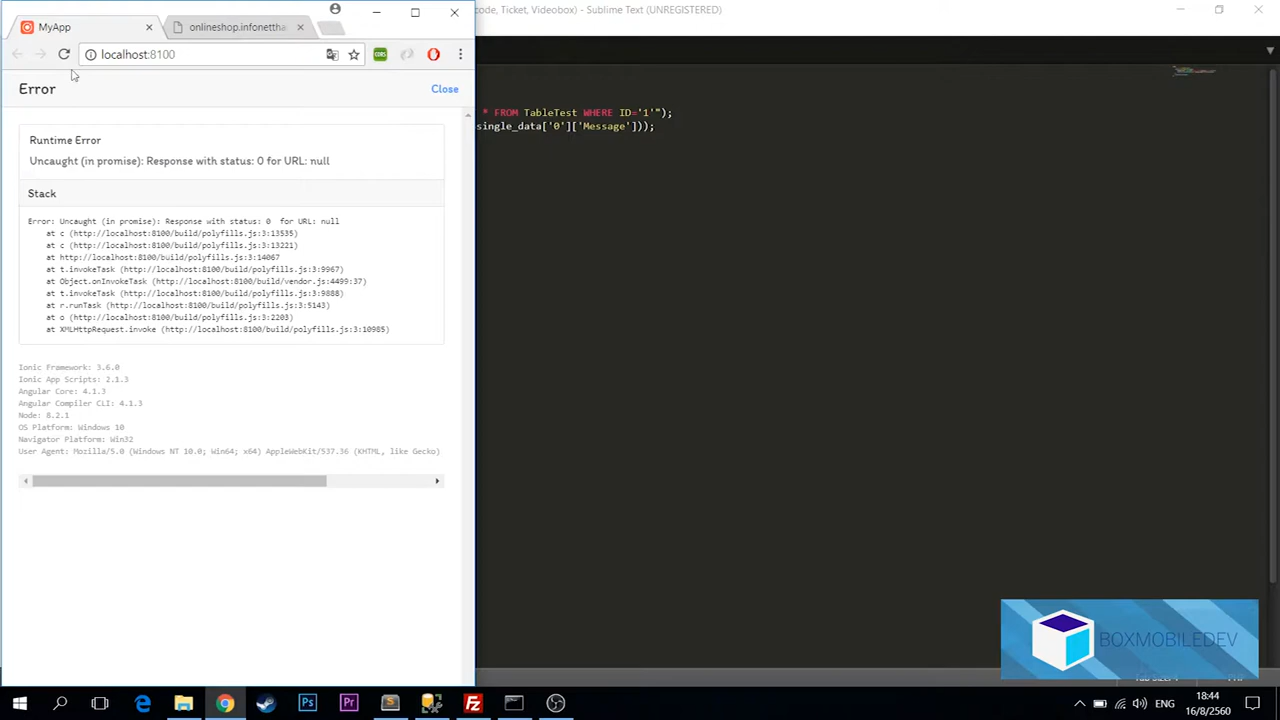 code, Ticket, Videobox) - Sublime Text (UNREGISTERED)
MyApp
onlineshop.infonettha
localhost:8100
CORS
Error
Close
* FROM TableTest WHERE ID='1'");
single_data['0']['Message']));
Runtime Error
Uncaught (in promise): Response with status: 0 for URL: null
Stack
Error: Uncaught (in promise): Response with status: 0 for URL: null
at c (http://localhost:8100/build/polyfills.js:3:13535)
at c (http://localhost:8100/build/polyfills.js:3:13221)
at http://localhost:8100/build/polyfills.js:3:14067
at t.invokeTask (http://localhost:8100/build/polyfills.js:3:9967)
at Object.onInvokeTask (http://localhost:8100/build/vendor.js:4499:37)
at t.invokeTask (http://localhost:8100/build/polyfills.js:3:9888)
at r.runTask (http://localhost:8100/build/polyfills.js:3:5143)
at o (http://localhost:8100/build/polyfills.js:3:2203)
at XMLHttpRequest.invoke (http://localhost:8100/build/polyfills.js:3:10985)
Ionic Framework: 3.6.0
Ionic App Scripts: 2.1.3
Angular Core: 4.1.3
Angular Compiler CLI: 4.1.3
Node: 8.2.1
OS Platform: Windows 10
Navigator Platform: Win32
User Agent: Mozilla/5.0 (Windows NT 10.0; Win64; x64) AppleWebKit/537.36 (KHTML, like Gecko)
BOXMOBILEDEV
Ps
Pr
S
Fz
ENG
18:44
16/8/2560